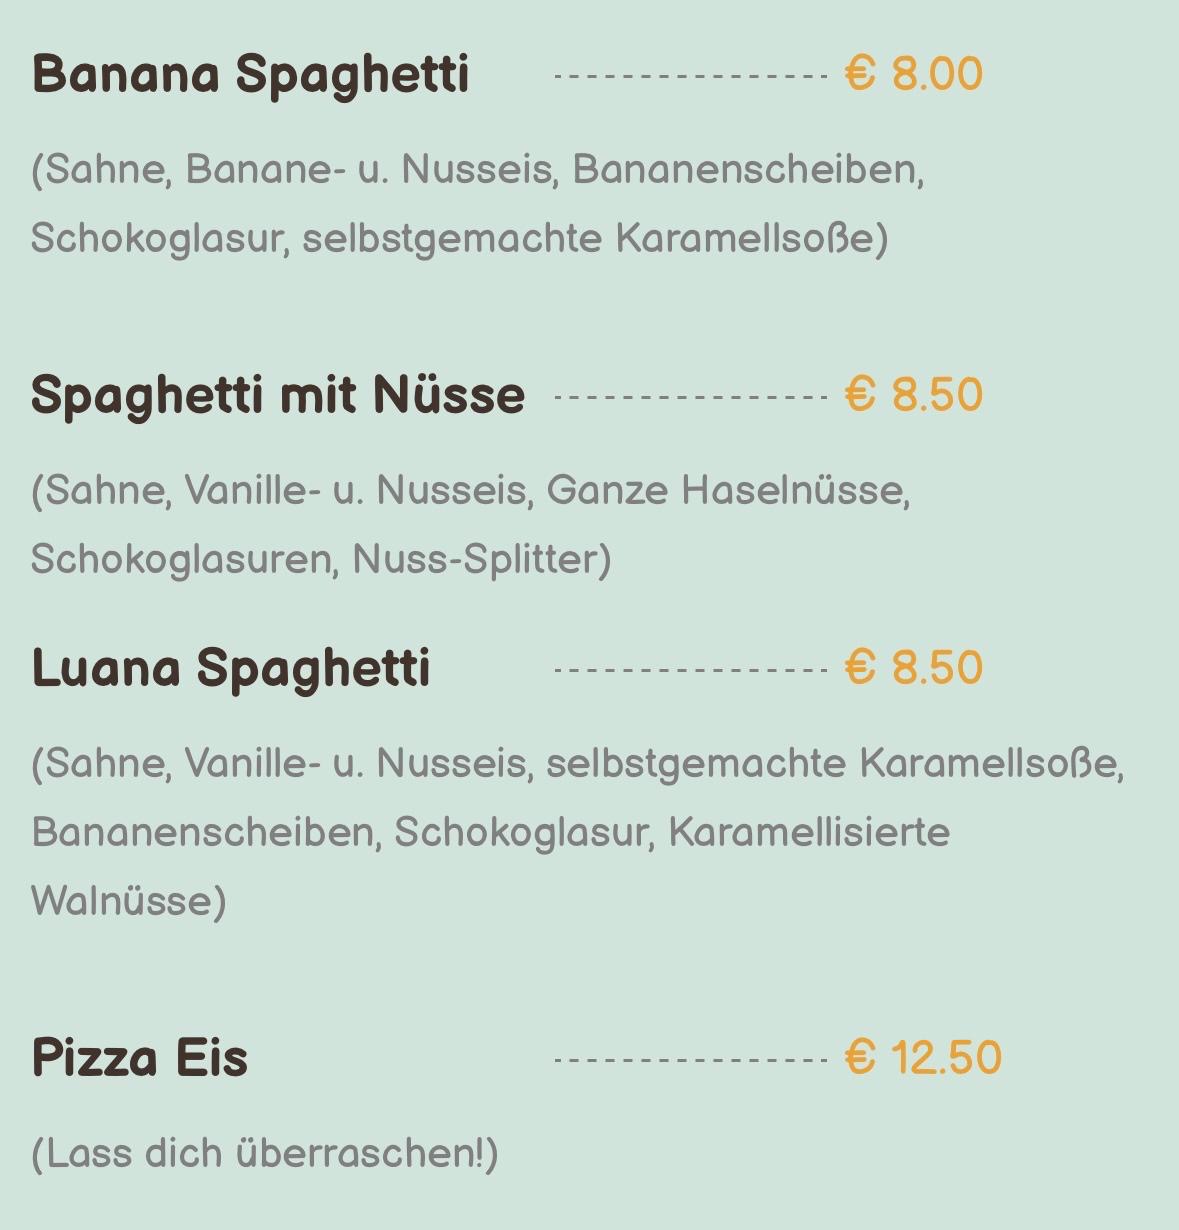 Banana Spaghetti € 8.00
(Sahne, Banane- u. Nusseis, Bananenscheiben,
Schokoglasur, selbstgemachte Karamellsoße)
Spaghetti mit Nüsse € 8.50
(Sahne, Vanille- u. Nusseis, Ganze Haselnüsse,
Schokoglasuren, Nuss-Splitter)
Luana Spaghetti € 8.50
(Sahne, Vanille- u. Nusseis, selbstgemachte Karamellsoße,
Bananenscheiben, Schokoglasur, Karamellisierte
Walnüsse)
Pizza Eis € 12.50
(Lass dich überraschen!)